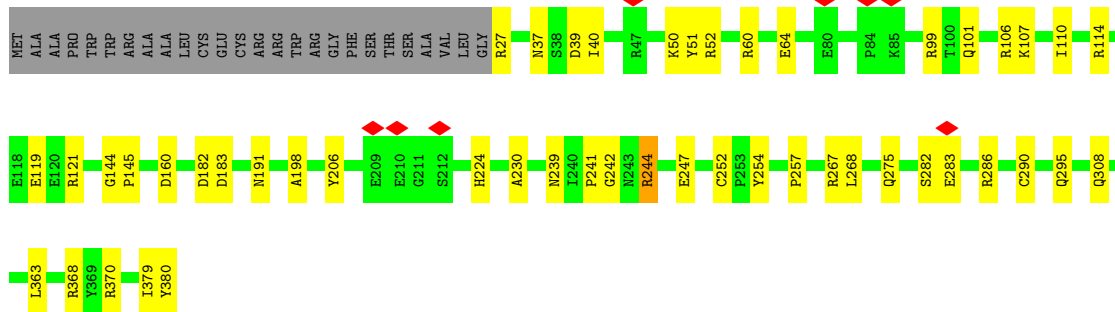 MET ALA ALA PRO TRP TRP ARG ALA ALA LEU CYS GLU CYS ARG ARG TRP ARG GLY PHE SER THR SER ALA VAL LEU GLY R27 N37 S38 D39 I40 R47 K50 Y51 R52 R60 E64 E80 P84 K85 R99 T100 Q101 R106 K107 I110 R114
E118 E119 E120 R121 G144 P145 D160 D182 D183 N191 A198 Y206 E209 E210 G211 S212 H224 A230 N239 I240 P241 G242 N243 R244 E247 C252 P253 Y254 P257 R267 L268 Q275 S282 E283 R286 C290 Q295 Q308
L363 R368 Y369 R370 I379 Y380